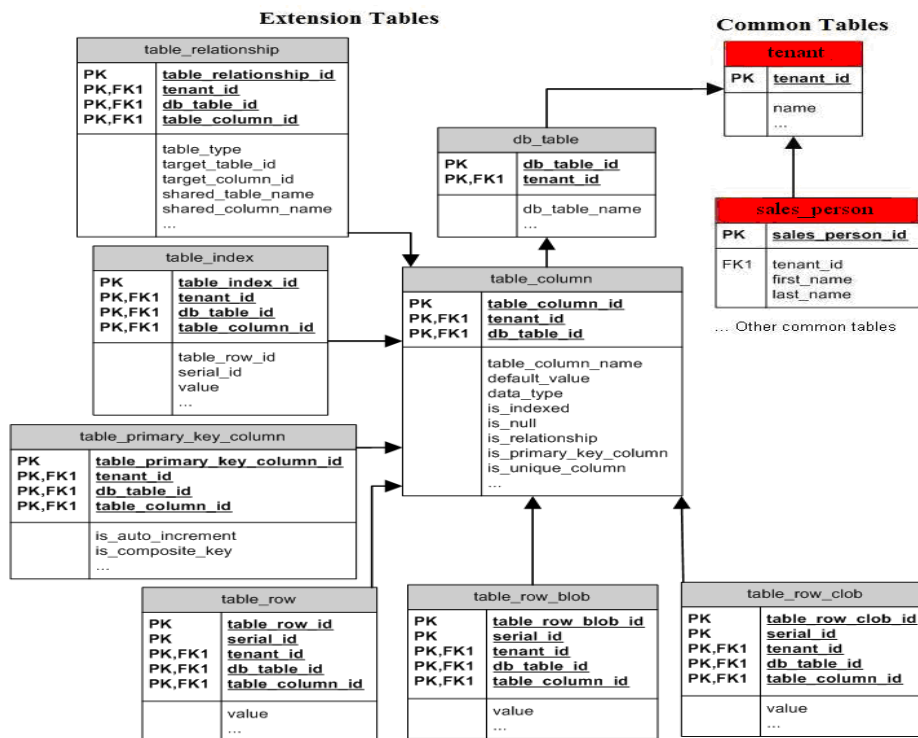 Extension Tables
Common Tables
table_relationship
PK table_relationship_id
PK,FK1 tenant_id
PK,FK1 db_table_id
PK,FK1 table_column_id
table_type
target_table_id
target_column_id
shared_table_name
shared_column_name
...
tenant
PK tenant_id
name
...
db_table
PK db_table_id
PK,FK1 tenant_id
db_table_name
...
sales_person
PK sales_person_id
FK1 tenant_id
first_name
last_name
... Other common tables
table_index
PK table_index_id
PK,FK1 tenant_id
PK,FK1 db_table_id
PK,FK1 table_column_id
table_row_id
serial_id
value
...
table_column
PK table_column_id
PK,FK1 tenant_id
PK,FK1 db_table_id
table_column_name
default_value
data_type
is_indexed
is_null
is_relationship
is_primary_key_column
is_unique_column
...
table_primary_key_column
PK table_primary_key_column_id
PK,FK1 tenant_id
PK,FK1 db_table_id
PK,FK1 table_column_id
is_auto_increment
is_composite_key
...
table_row
PK table_row_id
PK serial_id
PK,FK1 tenant_id
PK,FK1 db_table_id
PK,FK1 table_column_id
value
...
table_row_blob
PK table_row_blob_id
PK serial_id
PK,FK1 tenant_id
PK,FK1 db_table_id
PK,FK1 table_column_id
value
...
table_row_clob
PK table_row_clob_id
PK serial_id
PK,FK1 tenant_id
PK,FK1 db_table_id
PK,FK1 table_column_id
value
...